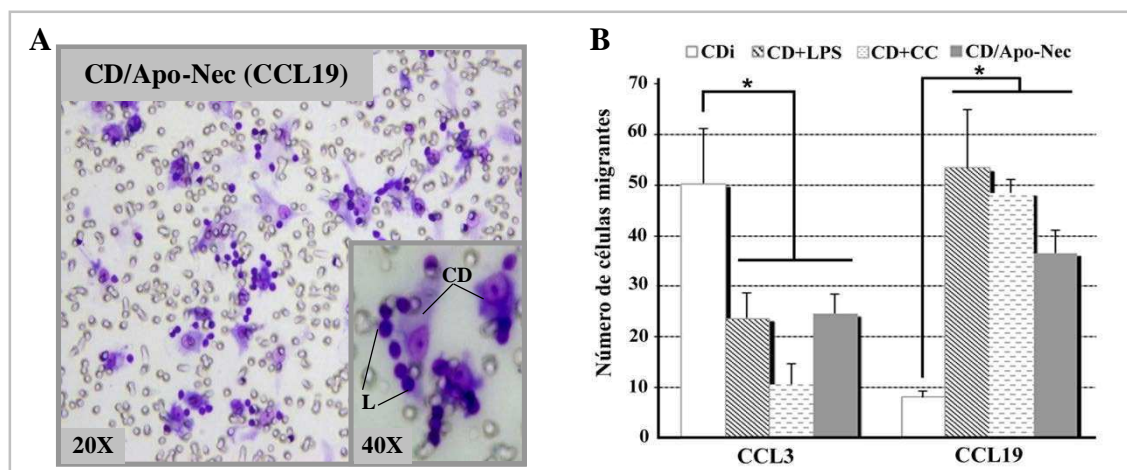 A
CD/Apo-Nec (CCL19)
CD
L
20X
40X
B
CDi CD+LPS CD+CC CD/Apo-Nec
Número de células migrantes
70
60
50
40
30
20
10
0
*
*
CCL3 CCL19